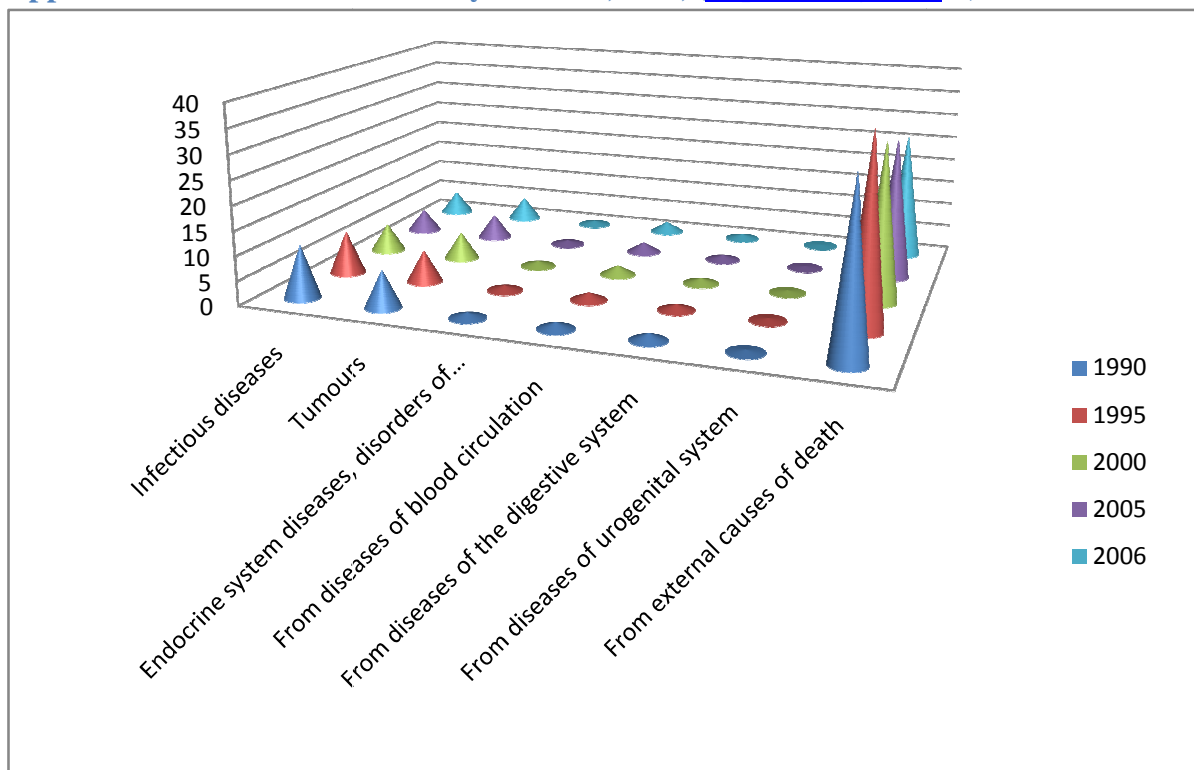 40
35
30
25
20
15
10
5
0
Infectious diseases
Tumours
Endocrine system diseases, disorders of…
From diseases of blood circulation
From diseases of the digestive system
From diseases of urogenital system
From external causes of death
1990
1995
2000
2005
2006